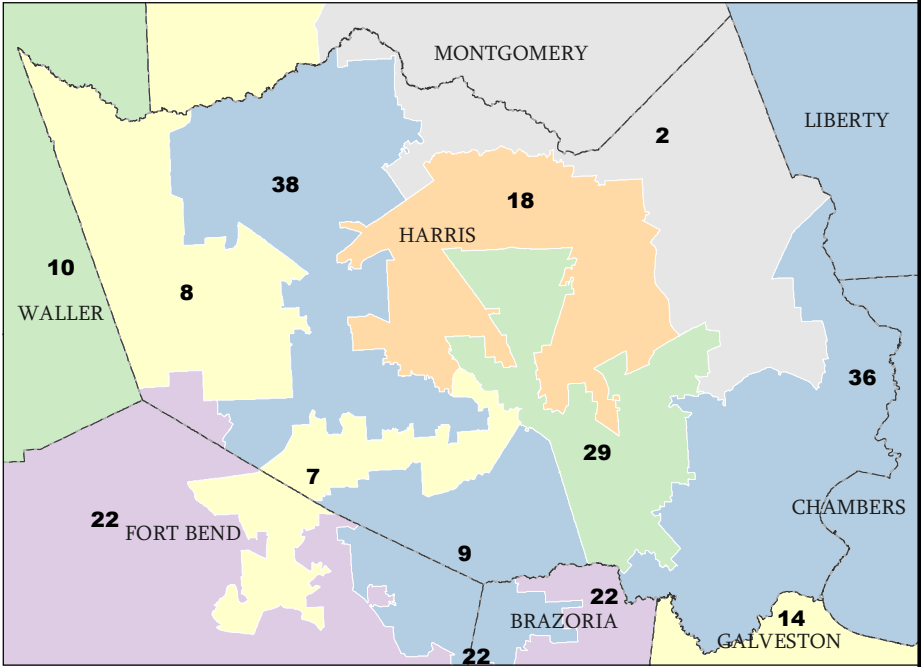 MONTGOMERY
2
LIBERTY
38
18
HARRIS
10
8
WALLER
36
29
7
CHAMBERS
22
FORT BEND
9
22
BRAZORIA
14
GALVESTON
22